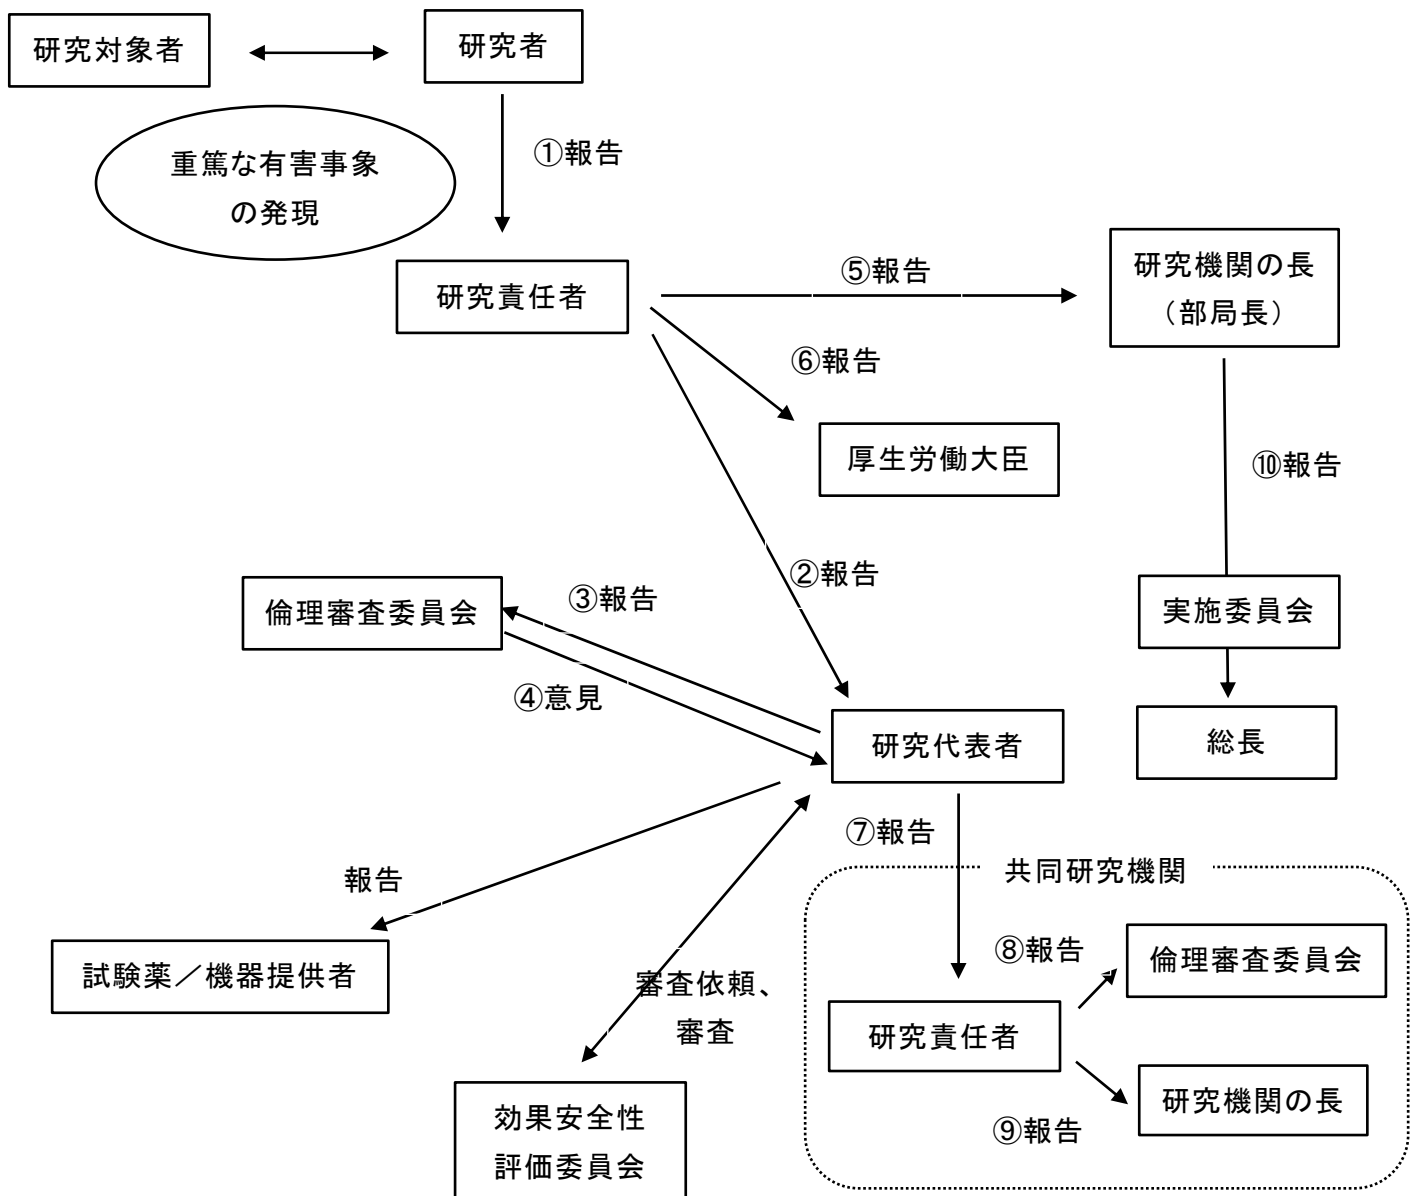 研究対象者
研究者
重篤な有害事象
の発現
①報告
研究責任者
⑤報告
研究機関の長
（部局長）
⑥報告
厚生労働大臣
⑩報告
②報告
③報告
倫理審査委員会
④意見
実施委員会
総長
研究代表者
⑦報告
報告
試験薬／機器提供者
審査依頼、
審査
効果安全性
評価委員会
共同研究機関
⑧報告
倫理審査委員会
研究責任者
研究機関の長
⑨報告